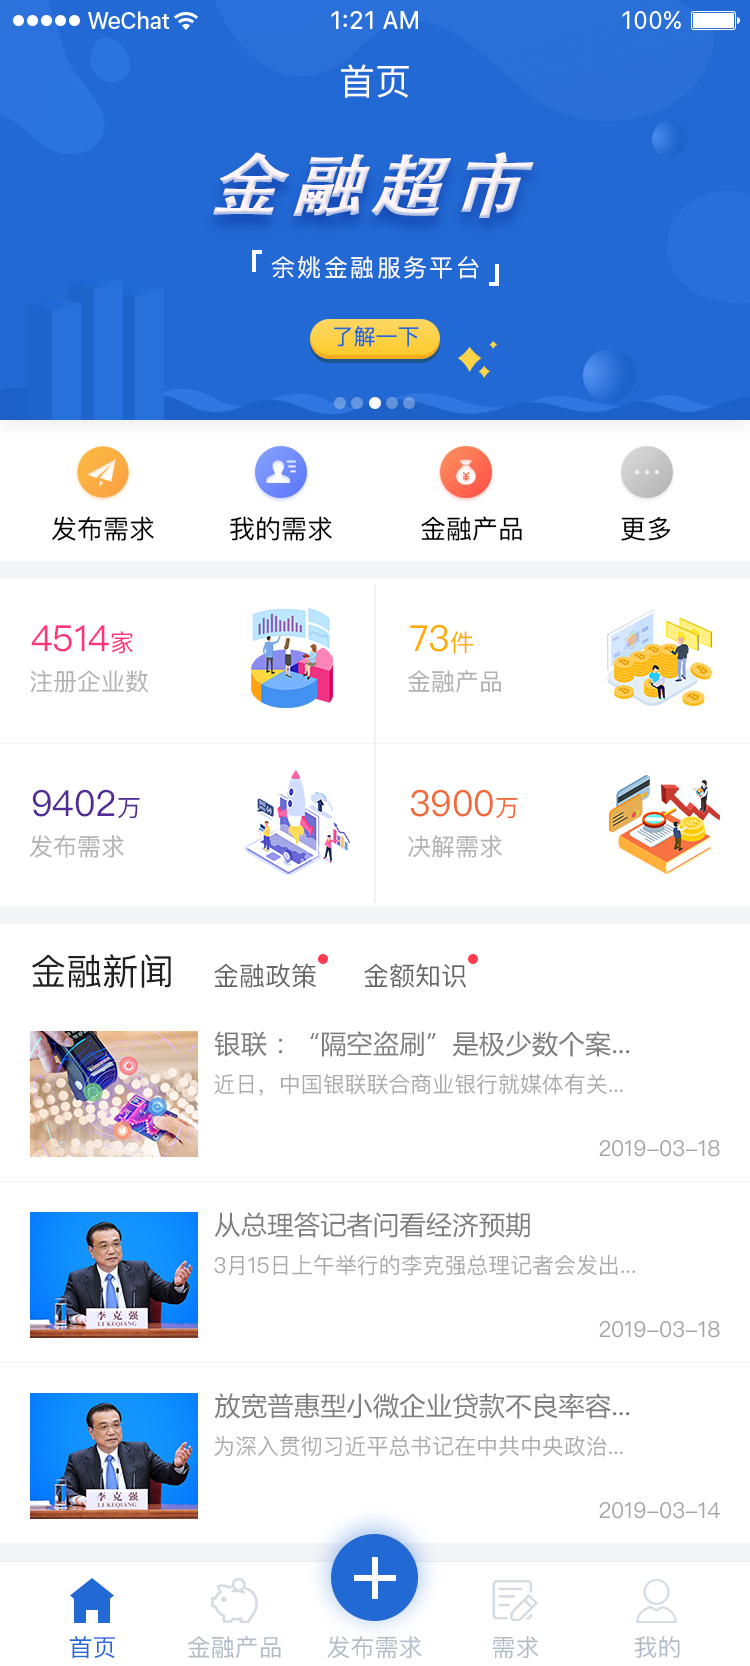 WeChat 1:21 AM 100%
首页
金融超市
「余姚金融服务平台」
了解一下
发布需求 我的需求 金融产品 更多
4514家 73件
注册企业数 金融产品
9402万 3900万
发布需求 决解需求
金融新闻 金融政策 金额知识
银联：“隔空盗刷”是极少数个案...
近日，中国银联联合商业银行就媒体有关...
2019-03-18
从总理答记者问看经济预期
3月15日上午举行的李克强总理记者会发出...
李克强
LI KEQIANG
2019-03-18
放宽普惠型小微企业贷款不良率容...
为深入贯彻习近平总书记在中共中央政治...
李克强
LI KEQIANG
2019-03-14
首页 金融产品 发布需求 需求 我的